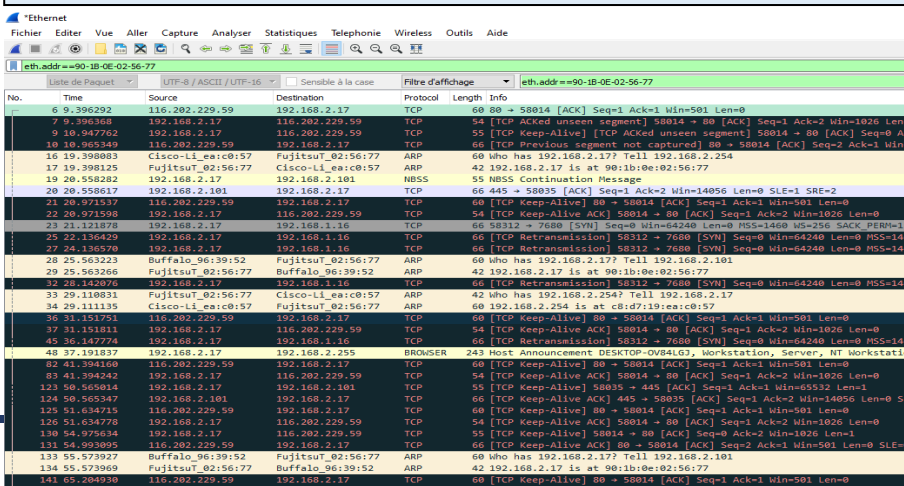 *Ethernet
Fichier Editer Vue Aller Capture Analyser Statistiques Telephonie Wireless Outils Aide
eth.addr==90-1B-0E-02-56-77
Liste de Paquet UTF-8 / ASCII / UTF-16 Sensible à la case Filtre d'affichage eth.addr==90-1B-0E-02-56-77
No. Time Source Destination Protocol Length Info
6 9.396292 116.202.229.59 192.168.2.17 TCP 60 80 → 58014 [ACK] Seq=1 Ack=1 Win=501 Len=0
7 9.396368 192.168.2.17 116.202.229.59 TCP 54 [TCP ACKed unseen segment] 58014 → 80 [ACK] Seq=1 Ack=2 Win=1026 Len
9 10.947762 192.168.2.17 116.202.229.59 TCP 55 [TCP Keep-Alive] [TCP ACKed unseen segment] 58014 → 80 [ACK] Seq=0 A
10 10.965349 116.202.229.59 192.168.2.17 TCP 66 [TCP Previous segment not captured] 80 → 58014 [ACK] Seq=2 Ack=1 Win
16 19.398083 Cisco-Li_ea:c0:57 FujitsuT_02:56:77 ARP 60 Who has 192.168.2.17? Tell 192.168.2.254
17 19.398125 FujitsuT_02:56:77 Cisco-Li_ea:c0:57 ARP 42 192.168.2.17 is at 90:1b:0e:02:56:77
19 20.558282 192.168.2.17 192.168.2.101 NBSS 55 NBSS Continuation Message
20 20.558617 192.168.2.101 192.168.2.17 TCP 66 445 → 58035 [ACK] Seq=1 Ack=2 Win=14056 Len=0 SLE=1 SRE=2
21 20.971537 116.202.229.59 192.168.2.17 TCP 60 [TCP Keep-Alive] 80 → 58014 [ACK] Seq=1 Ack=1 Win=501 Len=0
22 20.971598 192.168.2.17 116.202.229.59 TCP 54 [TCP Keep-Alive ACK] 58014 → 80 [ACK] Seq=1 Ack=2 Win=1026 Len=0
23 21.121878 192.168.2.17 192.168.1.16 TCP 66 58312 → 7680 [SYN] Seq=0 Win=64240 Len=0 MSS=1460 WS=256 SACK_PERM=1
25 22.136429 192.168.2.17 192.168.1.16 TCP 66 [TCP Retransmission] 58312 → 7680 [SYN] Seq=0 Win=64240 Len=0 MSS=14
27 24.136570 192.168.2.17 192.168.1.16 TCP 66 [TCP Retransmission] 58312 → 7680 [SYN] Seq=0 Win=64240 Len=0 MSS=14
28 25.563223 Buffalo_96:39:52 FujitsuT_02:56:77 ARP 60 Who has 192.168.2.17? Tell 192.168.2.101
29 25.563266 FujitsuT_02:56:77 Buffalo_96:39:52 ARP 42 192.168.2.17 is at 90:1b:0e:02:56:77
32 28.142076 192.168.2.17 192.168.1.16 TCP 66 [TCP Retransmission] 58312 → 7680 [SYN] Seq=0 Win=64240 Len=0 MSS=14
33 29.110831 FujitsuT_02:56:77 Cisco-Li_ea:c0:57 ARP 42 Who has 192.168.2.254? Tell 192.168.2.17
34 29.111135 Cisco-Li_ea:c0:57 FujitsuT_02:56:77 ARP 60 192.168.2.254 is at c8:d7:19:ea:c0:57
36 31.151751 116.202.229.59 192.168.2.17 TCP 60 [TCP Keep-Alive] 80 → 58014 [ACK] Seq=1 Ack=1 Win=501 Len=0
37 31.151811 192.168.2.17 116.202.229.59 TCP 54 [TCP Keep-Alive ACK] 58014 → 80 [ACK] Seq=1 Ack=2 Win=1026 Len=0
45 36.147774 192.168.2.17 192.168.1.16 TCP 66 [TCP Retransmission] 58312 → 7680 [SYN] Seq=0 Win=64240 Len=0 MSS=14
48 37.191837 192.168.2.17 192.168.2.255 BROWSER 243 Host Announcement DESKTOP-OV84LGJ, Workstation, Server, NT Workstati
82 41.394160 116.202.229.59 192.168.2.17 TCP 60 [TCP Keep-Alive] 80 → 58014 [ACK] Seq=1 Ack=1 Win=501 Len=0
83 41.394242 192.168.2.17 116.202.229.59 TCP 54 [TCP Keep-Alive ACK] 58014 → 80 [ACK] Seq=1 Ack=2 Win=1026 Len=0
123 50.565019 192.168.2.17 192.168.2.101 TCP 55 [TCP Keep-Alive] 58035 → 445 [ACK] Seq=1 Ack=1 Win=65532 Len=1
124 50.565347 192.168.2.101 192.168.2.17 TCP 66 [TCP Keep-Alive ACK] 445 → 58035 [ACK] Seq=1 Ack=2 Win=14056 Len=0 S
125 51.634715 116.202.229.59 192.168.2.17 TCP 60 [TCP Keep-Alive] 80 → 58014 [ACK] Seq=1 Ack=1 Win=501 Len=0
126 51.634778 192.168.2.17 116.202.229.59 TCP 54 [TCP Keep-Alive ACK] 58014 → 80 [ACK] Seq=1 Ack=2 Win=1026 Len=0
130 54.975634 192.168.2.17 116.202.229.59 TCP 55 [TCP Keep-Alive] 58014 → 80 [ACK] Seq=0 Ack=2 Win=1026 Len=1
131 54.993095 116.202.229.59 192.168.2.17 TCP 66 [TCP Keep-Alive ACK] 80 → 58014 [ACK] Seq=2 Ack=1 Win=501 Len=0 SLE=
133 55.573927 Buffalo_96:39:52 FujitsuT_02:56:77 ARP 60 Who has 192.168.2.17? Tell 192.168.2.101
134 55.573969 FujitsuT_02:56:77 Buffalo_96:39:52 ARP 42 192.168.2.17 is at 90:1b:0e:02:56:77
141 65.204930 116.202.229.59 192.168.2.17 TCP 60 [TCP Keep-Alive] 80 → 58014 [ACK] Seq=1 Ack=1 Win=501 Len=0